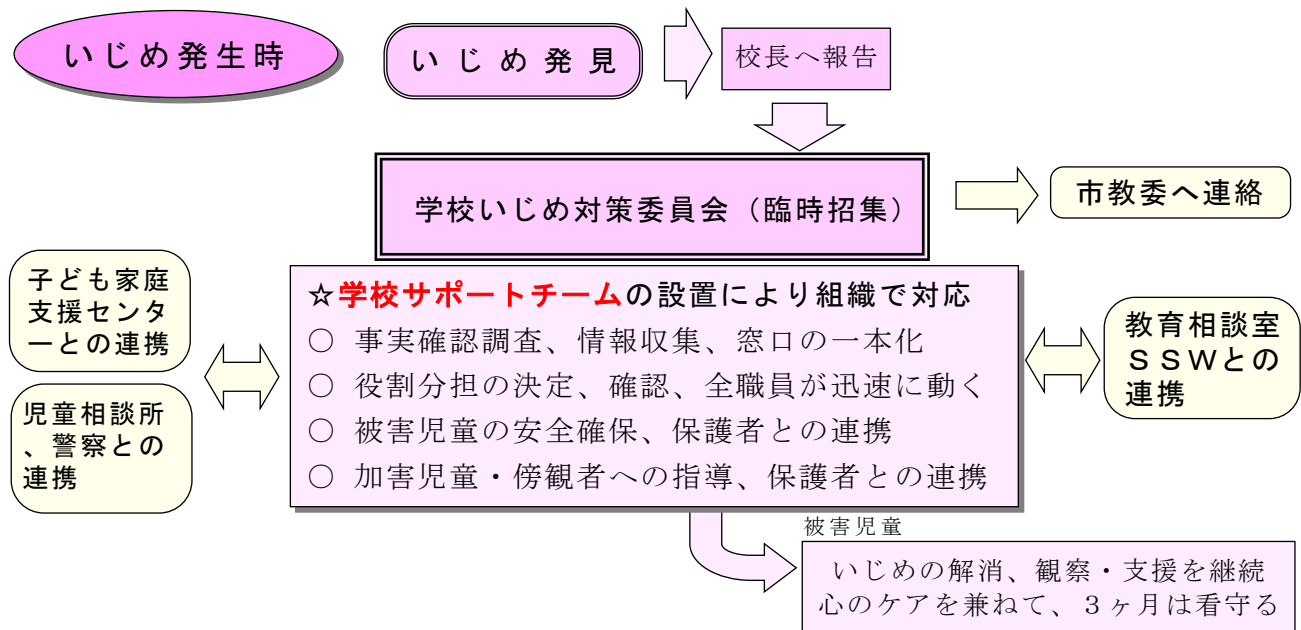 いじめ発生時
いじめ発見
校長へ報告
学校いじめ対策委員会（臨時招集）
市教委へ連絡
子ども家庭
支援センタ
ーとの連携
児童相談所
、警察との
連携
☆学校サポートチームの設置により組織で対応
○ 事実確認調査、情報収集、窓口の一本化
○ 役割分担の決定、確認、全職員が迅速に動く
○ 被害児童の安全確保、保護者との連携
○ 加害児童・傍観者への指導、保護者との連携
教育相談室
ＳＳＷとの
連携
被害児童
いじめの解消、観察・支援を継続
心のケアを兼ねて、３ヶ月は看守る